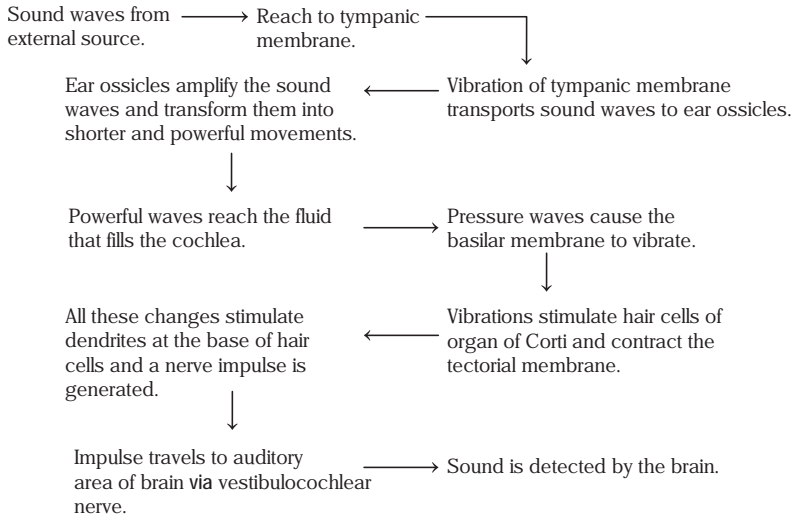 Sound waves from
external source.
Reach to tympanic
membrane.
Vibration of tympanic membrane
transports sound waves to ear ossicles.
Ear ossicles amplify the sound
waves and transform them into
shorter and powerful movements.
Powerful waves reach the fluid
that fills the cochlea.
Pressure waves cause the
basilar membrane to vibrate.
Vibrations stimulate hair cells of
organ of Corti and contract the
tectorial membrane.
All these changes stimulate
dendrites at the base of hair
cells and a nerve impulse is
generated.
Impulse travels to auditory
area of brain via vestibulocochlear
nerve.
Sound is detected by the brain.